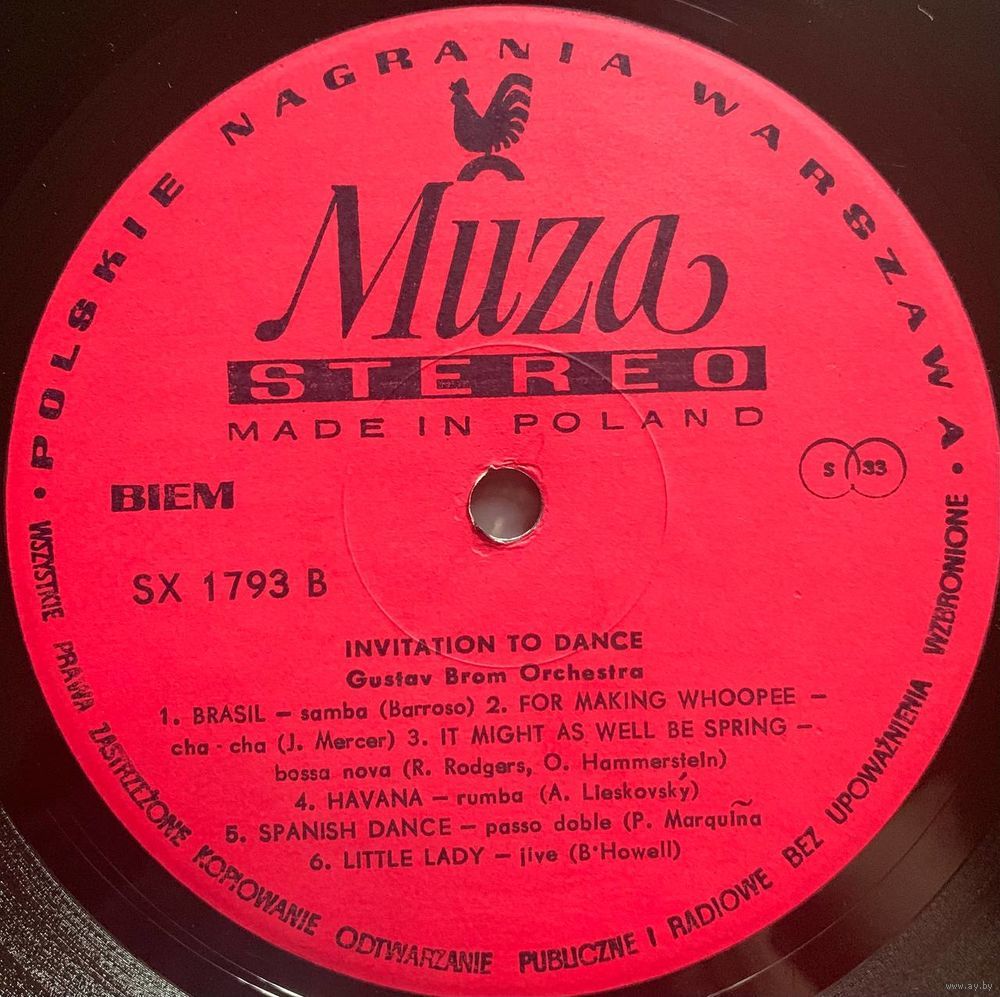 • POLSKIE NAGRANIA WARSZAWA •
Muza
STEREO
MADE IN POLAND
S 33
BIEM
SX 1793 B
INVITATION TO DANCE
Gustav Brom Orchestra
1. BRASIL – samba (Barroso) 2. FOR MAKING WHOOPEE –
cha-cha (J. Mercer) 3. IT MIGHT AS WELL BE SPRING –
bossa nova (R. Rodgers, O. Hammerstein)
4. HAVANA – rumba (A. Lieskovský)
5. SPANISH DANCE – passo doble (P. Marquiña
6. LITTLE LADY – jive (B·Howell)
WSZYSTKIE PRAWA ZASTRZEŻONE KOPIOWANIE ODTWARZANIE PUBLICZNE I RADIOWE BEZ UPOWAŻNIENIA WZBRONIONE
www.ay.by